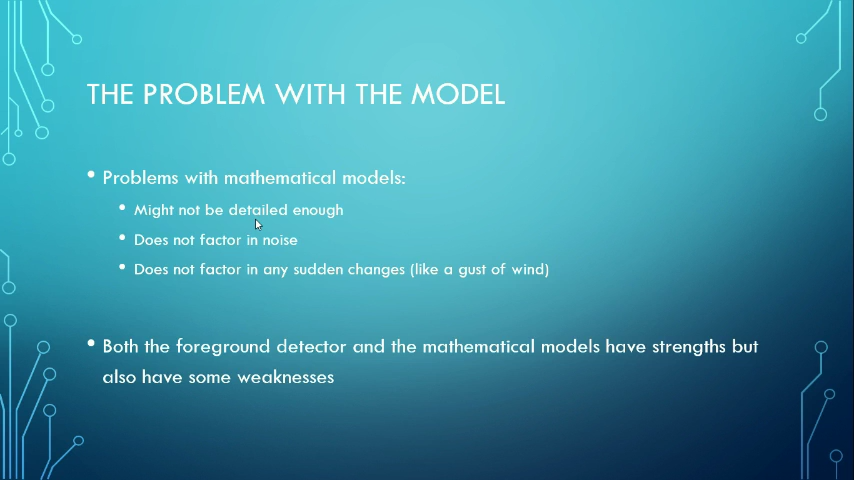 THE PROBLEM WITH THE MODEL
• Problems with mathematical models:
• Might not be detailed enough
• Does not factor in noise
• Does not factor in any sudden changes (like a gust of wind)
• Both the foreground detector and the mathematical models have strengths but
also have some weaknesses